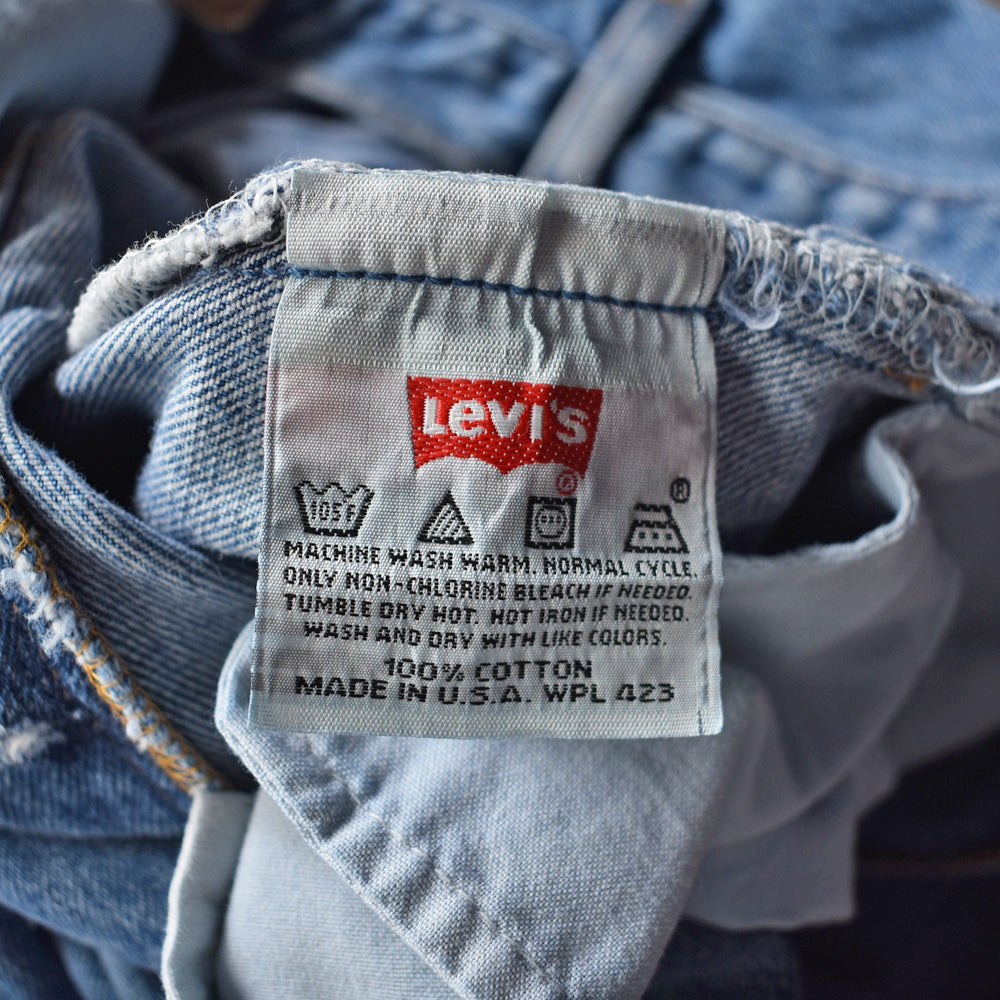 Levi's
®
®
105F
MACHINE WASH WARM. NORMAL CYCLE.
ONLY NON-CHLORINE BLEACH IF NEEDED.
TUMBLE DRY HOT. HOT IRON IF NEEDED.
WASH AND DRY WITH LIKE COLORS.
100% COTTON
MADE IN U.S.A. WPL 423